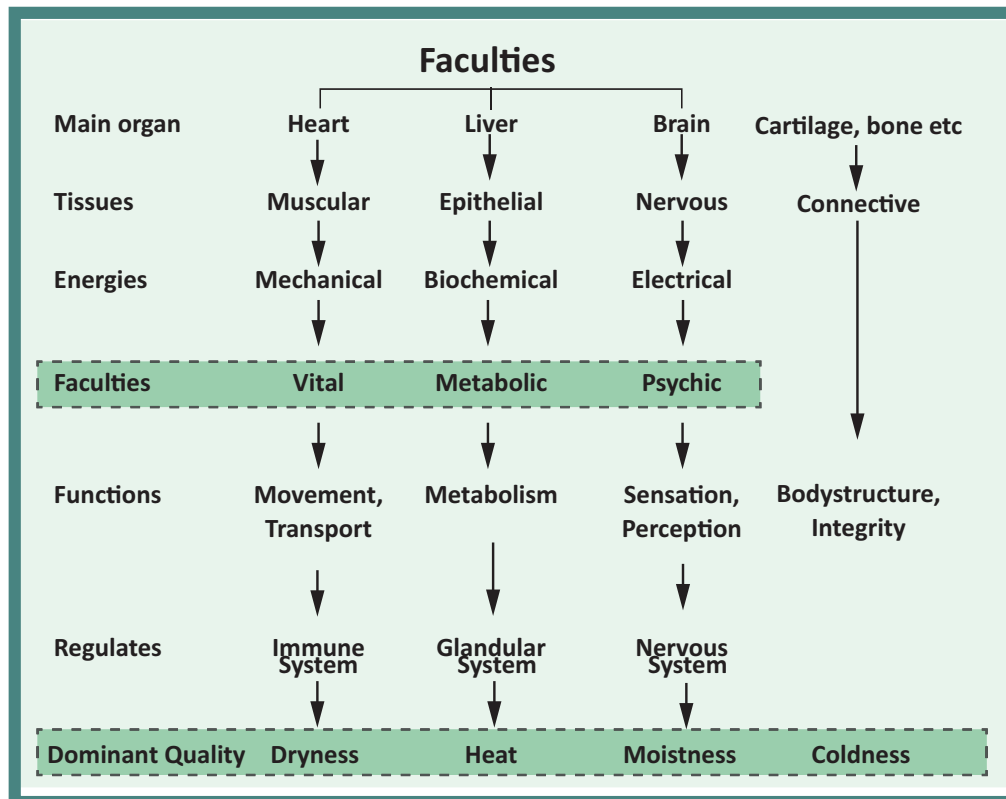 Faculties
Main organ Heart Liver Brain Cartilage, bone etc
Tissues Muscular Epithelial Nervous Connective
Energies Mechanical Biochemical Electrical
Faculties Vital Metabolic Psychic
Functions Movement, Metabolism Sensation, Bodystructure,
Transport Perception Integrity
Regulates Immune Glandular Nervous
System System System
Dominant Quality Dryness Heat Moistness Coldness